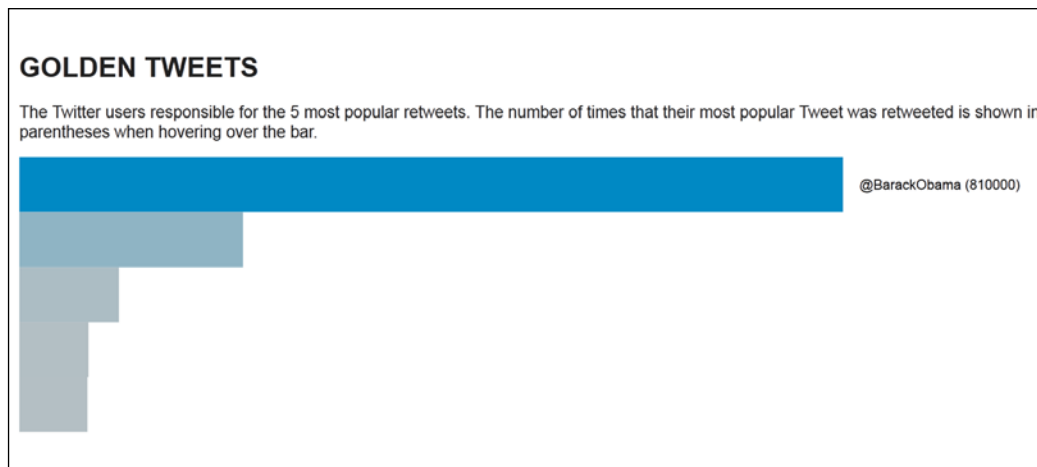 GOLDEN TWEETS
The Twitter users responsible for the 5 most popular retweets. The number of times that their most popular Tweet was retweeted is shown in
parentheses when hovering over the bar.
@BarackObama (810000)